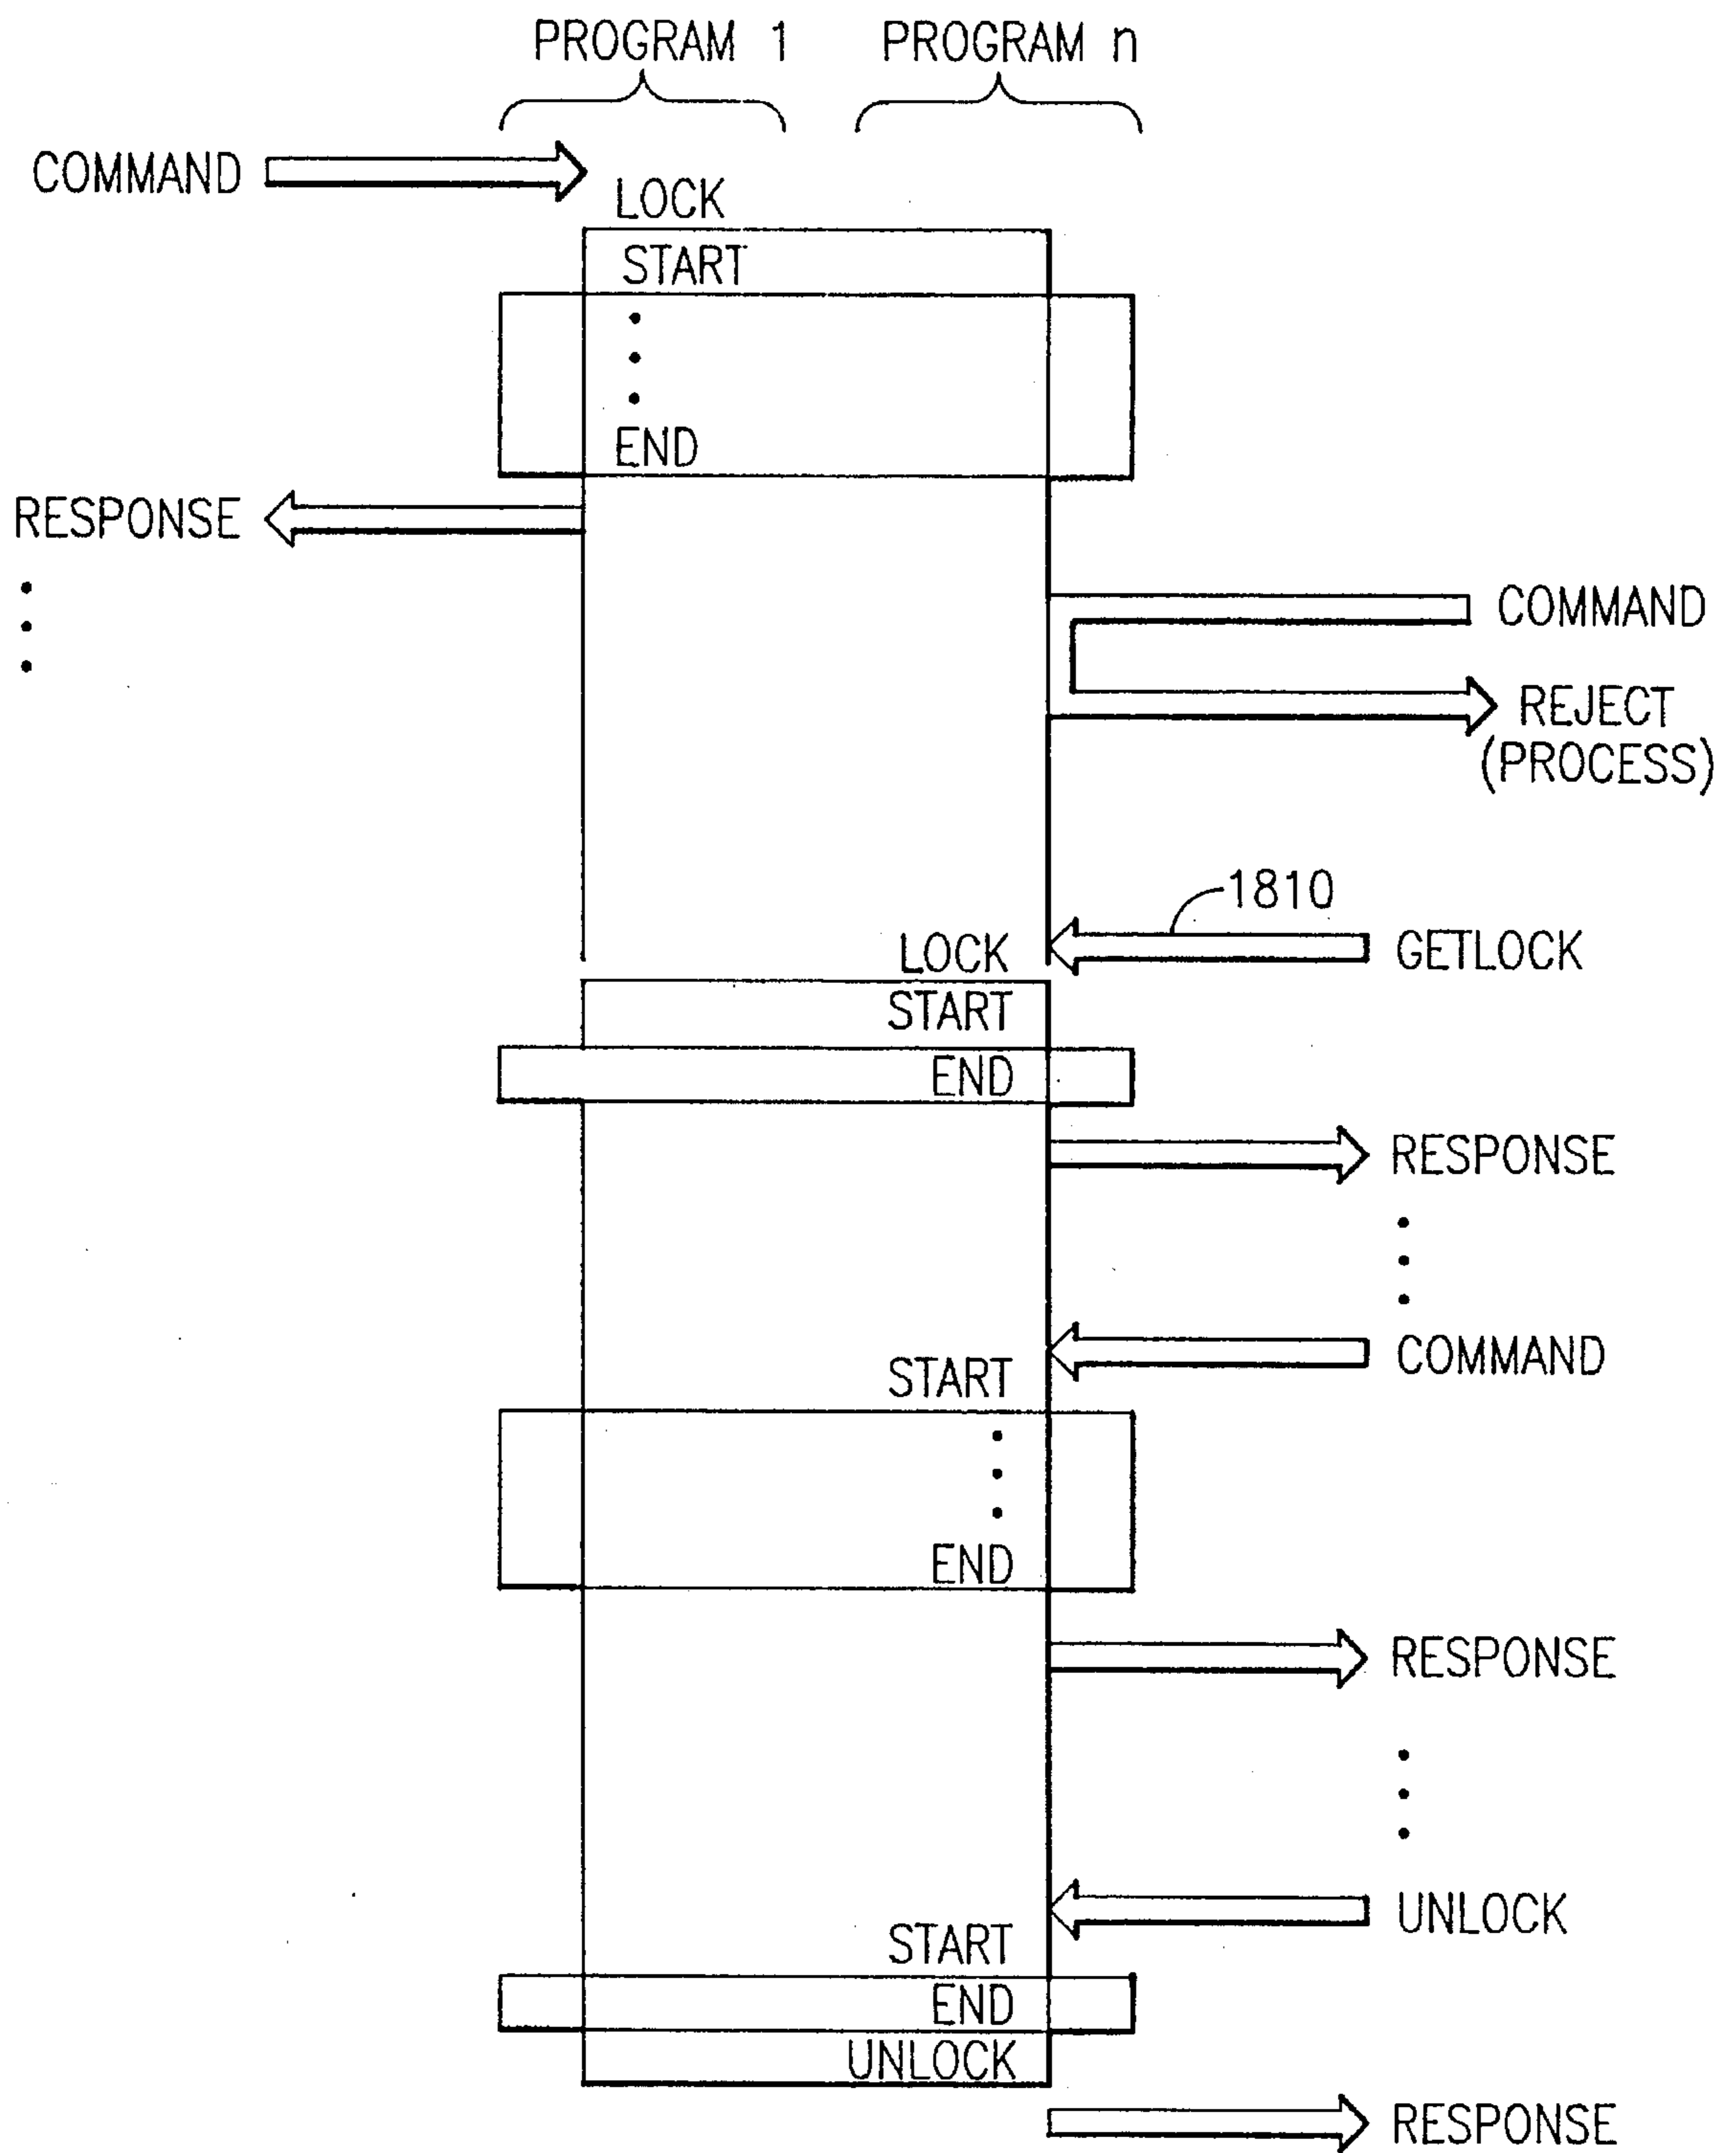 PROGRAM 1 PROGRAM n
COMMAND
LOCK
START
END
RESPONSE
COMMAND
REJECT
(PROCESS)
1810
LOCK GETLOCK
START
END
RESPONSE
COMMAND
START
END
RESPONSE
UNLOCK
START
END
UNLOCK
RESPONSE